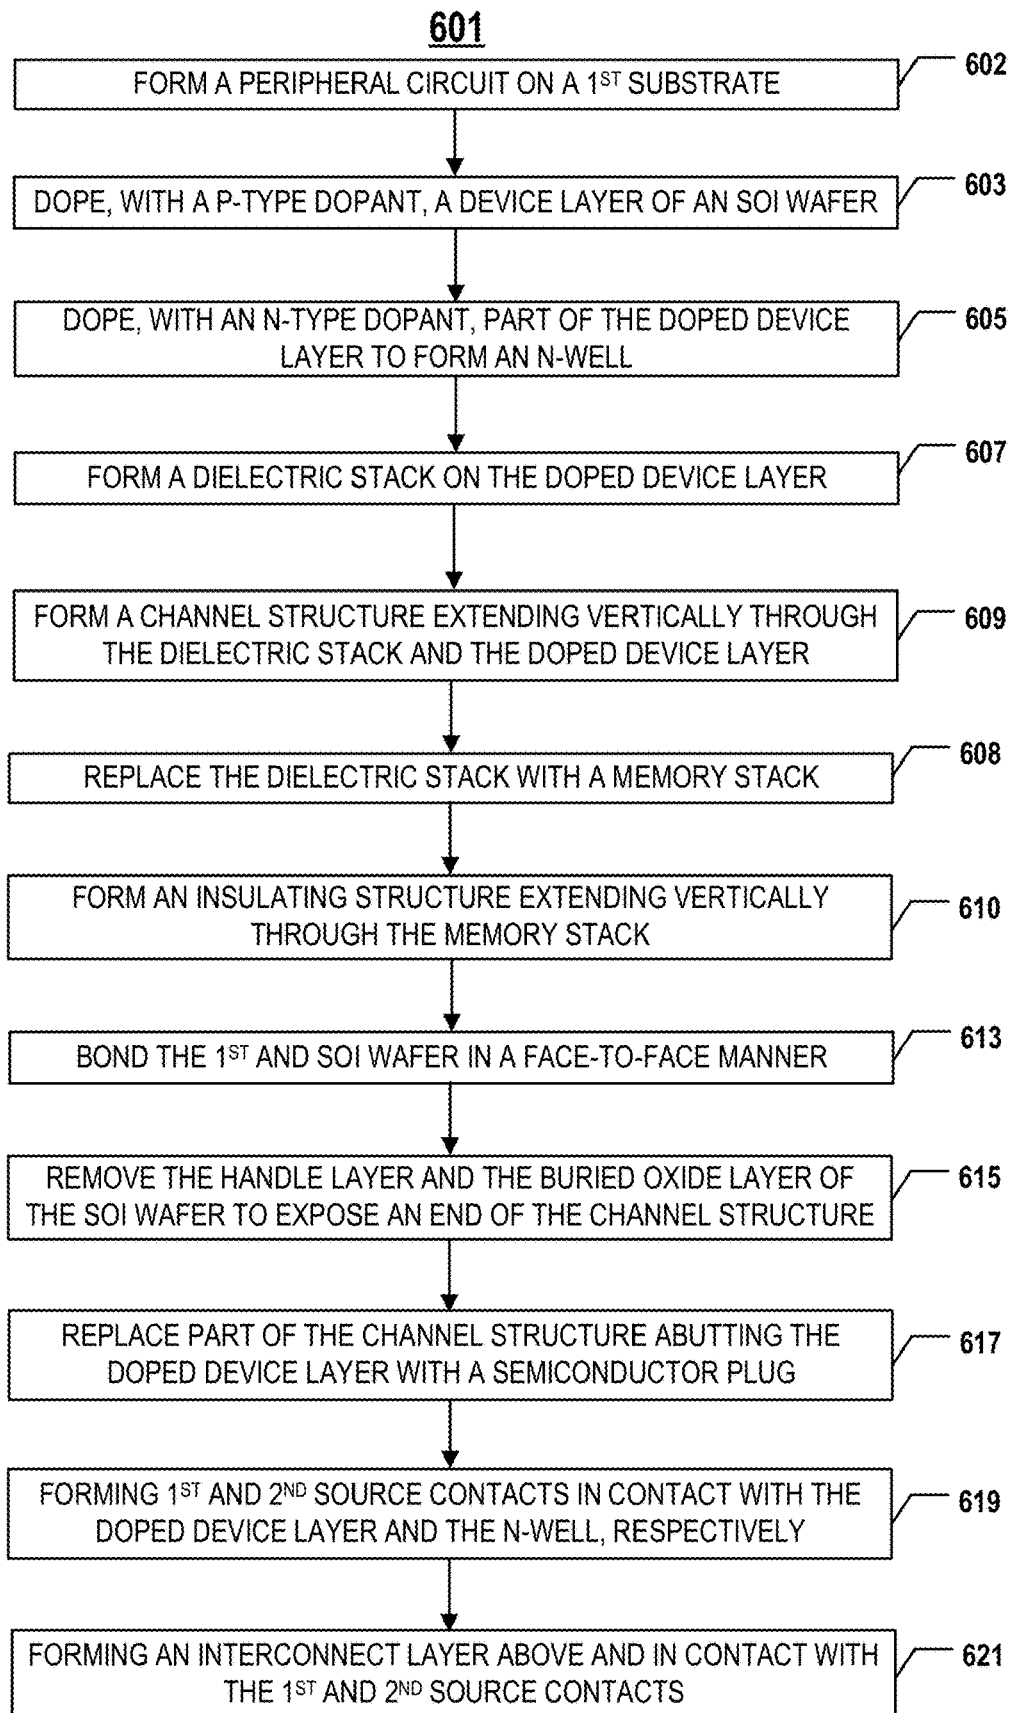 601
FORM A PERIPHERAL CIRCUIT ON A 1ST SUBSTRATE
602
DOPE, WITH A P-TYPE DOPANT, A DEVICE LAYER OF AN SOI WAFER
603
DOPE, WITH AN N-TYPE DOPANT, PART OF THE DOPED DEVICE
LAYER TO FORM AN N-WELL
605
FORM A DIELECTRIC STACK ON THE DOPED DEVICE LAYER
607
FORM A CHANNEL STRUCTURE EXTENDING VERTICALLY THROUGH
THE DIELECTRIC STACK AND THE DOPED DEVICE LAYER
609
REPLACE THE DIELECTRIC STACK WITH A MEMORY STACK
608
FORM AN INSULATING STRUCTURE EXTENDING VERTICALLY
THROUGH THE MEMORY STACK
610
BOND THE 1ST AND SOI WAFER IN A FACE-TO-FACE MANNER
613
REMOVE THE HANDLE LAYER AND THE BURIED OXIDE LAYER OF
THE SOI WAFER TO EXPOSE AN END OF THE CHANNEL STRUCTURE
615
REPLACE PART OF THE CHANNEL STRUCTURE ABUTTING THE
DOPED DEVICE LAYER WITH A SEMICONDUCTOR PLUG
617
FORMING 1ST AND 2ND SOURCE CONTACTS IN CONTACT WITH THE
DOPED DEVICE LAYER AND THE N-WELL, RESPECTIVELY
619
FORMING AN INTERCONNECT LAYER ABOVE AND IN CONTACT WITH
THE 1ST AND 2ND SOURCE CONTACTS
621